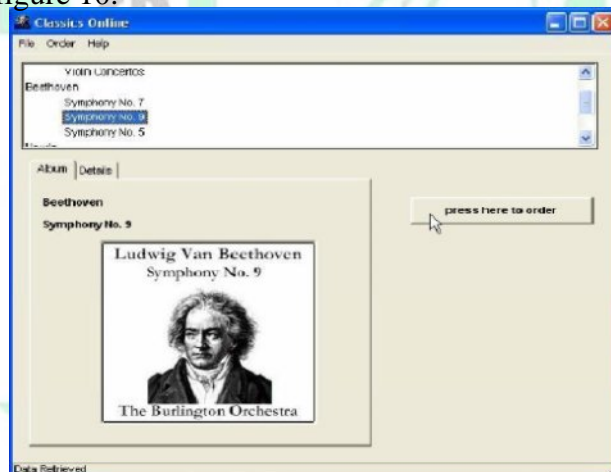 igure 10.
Classics Online
File Order Help
Violin Concertos
Beethoven
Symphony No. 7
Symphony No. 9
Symphony No. 5
Album Details
Beethoven
Symphony No. 9
press here to order
Ludwig Van Beethoven
Symphony No. 9
The Burlington Orchestra
Data Retrieved